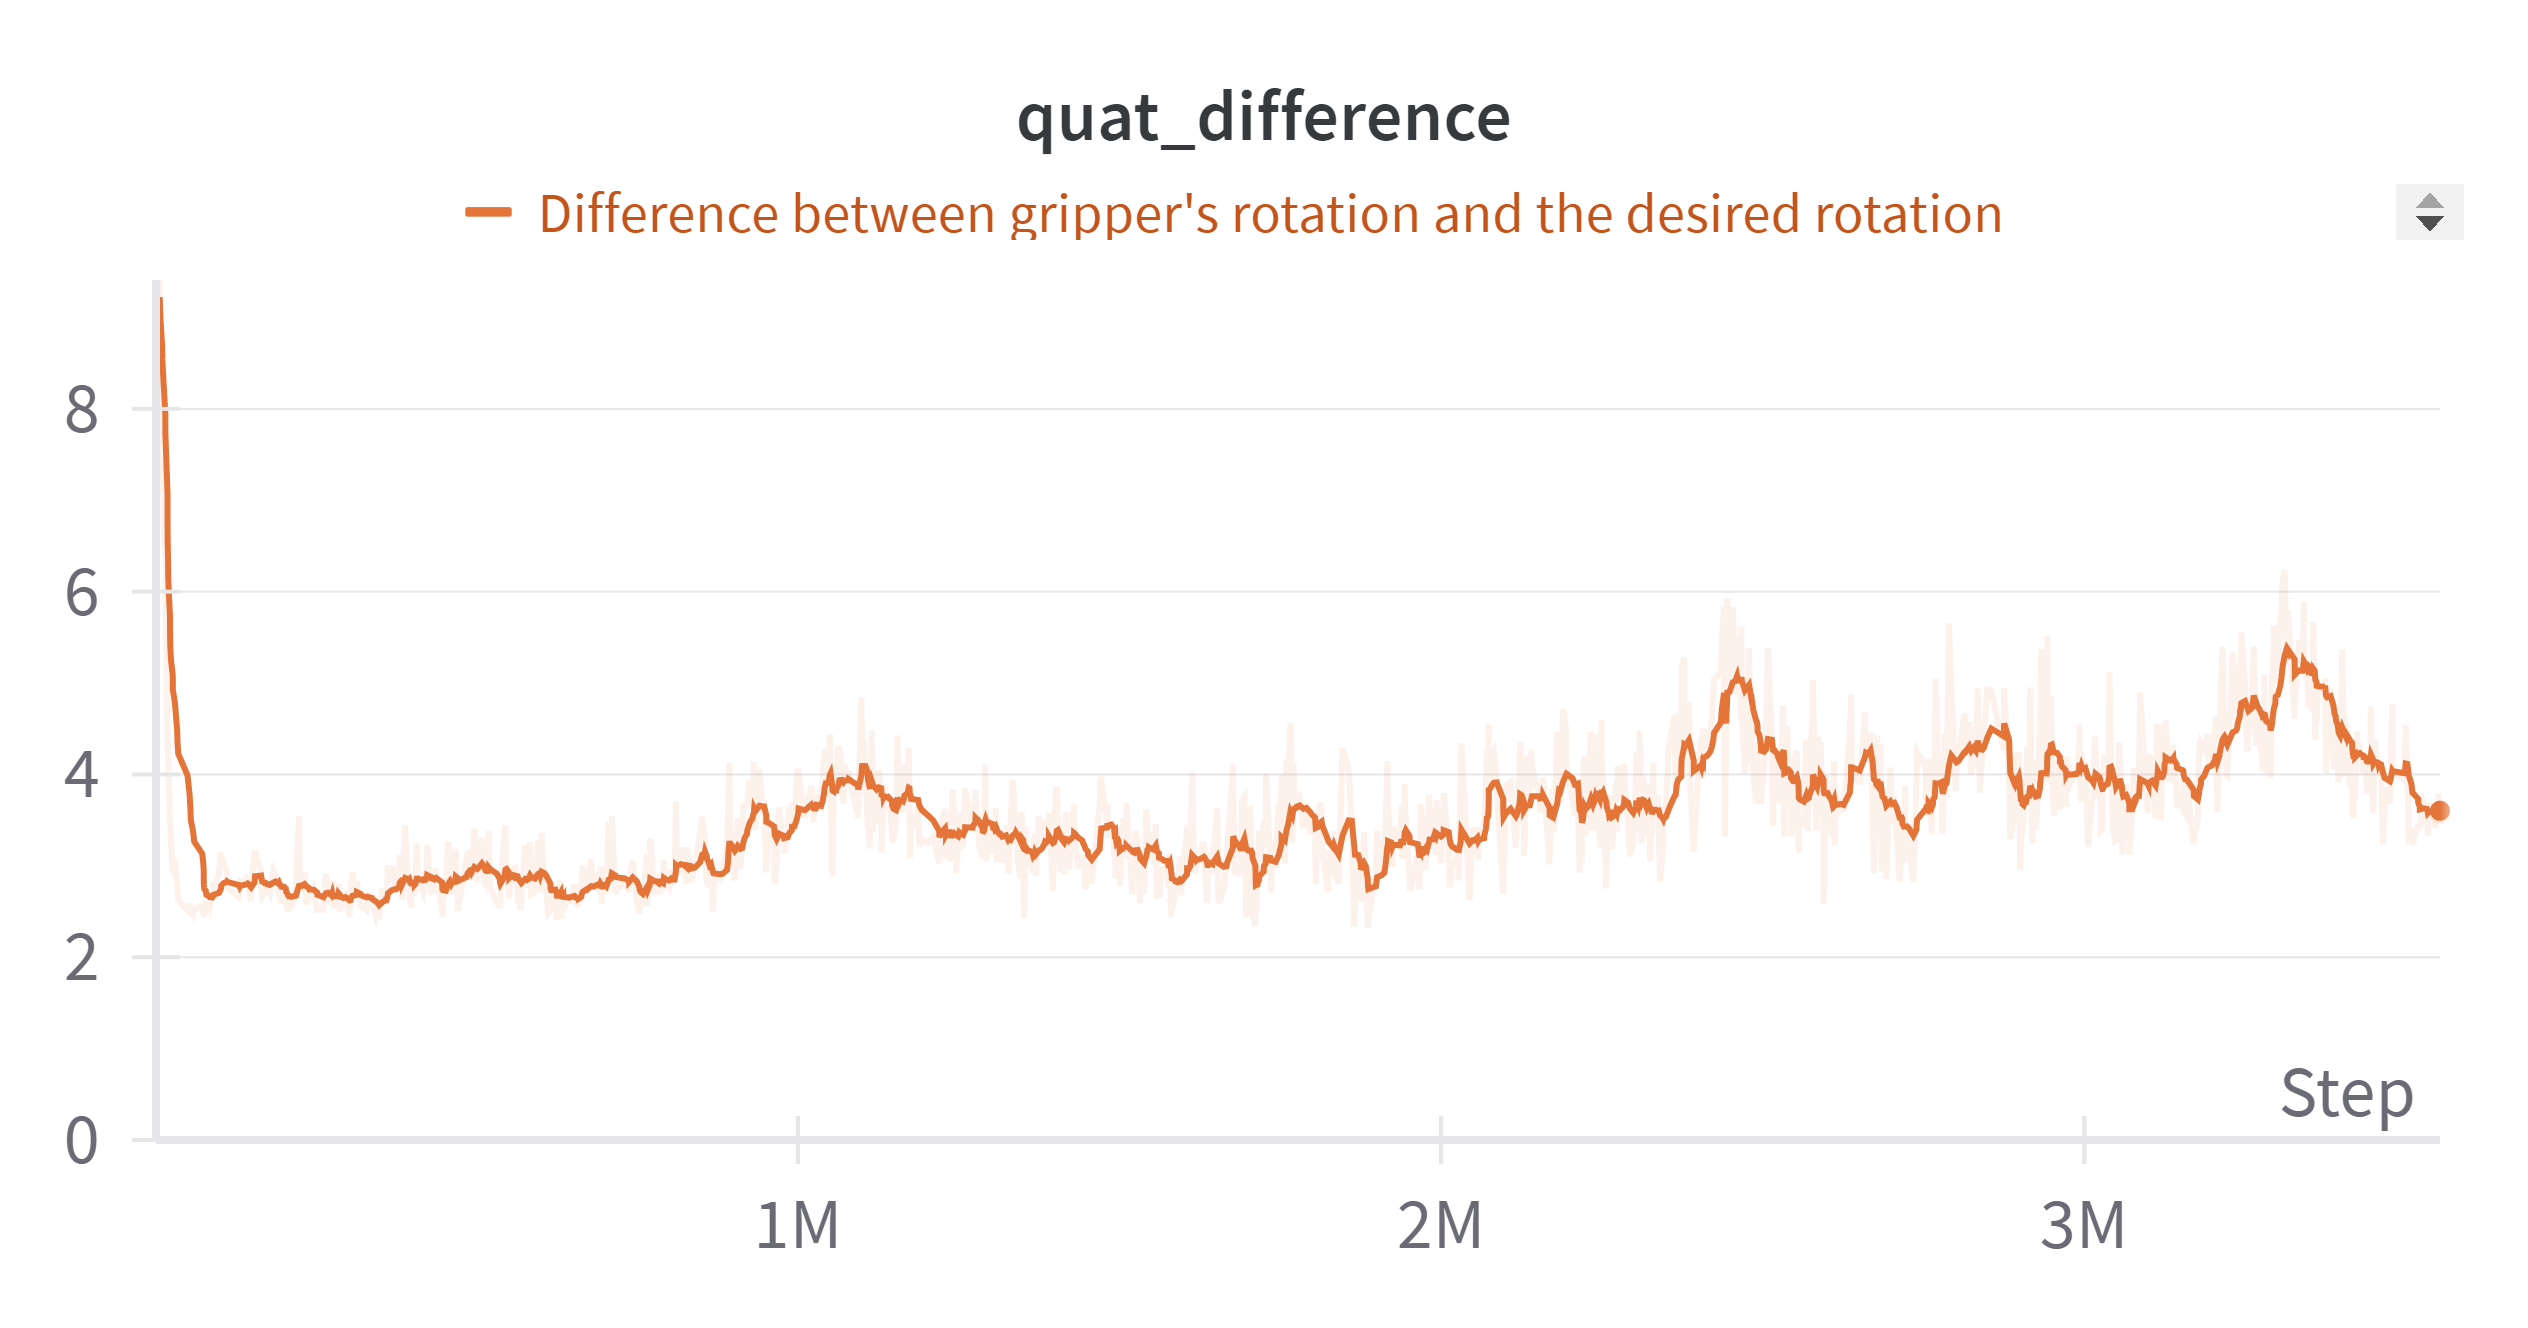 quat_difference
Difference between gripper's rotation and the desired rotation
8
6
4
2
0
Step
1M
2M
3M